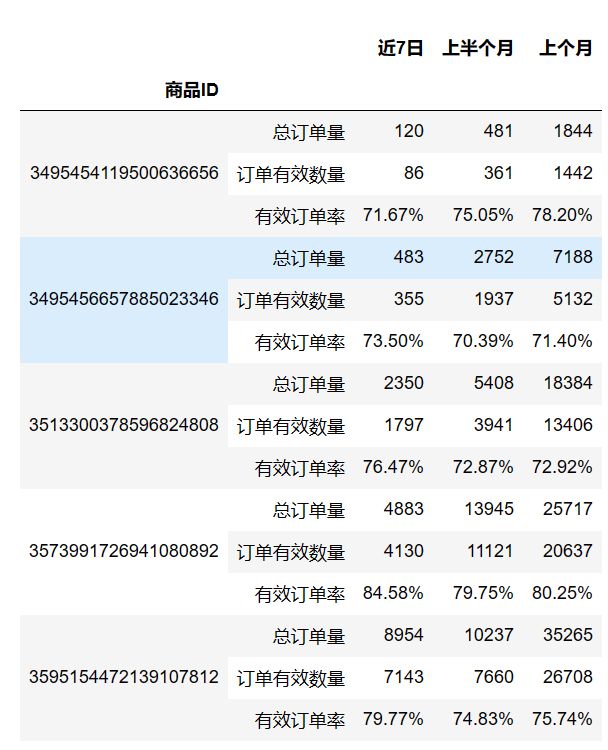 近7日 上半个月 上个月
商品ID
总订单量 120 481 1844
3495454119500636656 订单有效数量 86 361 1442
有效订单率 71.67% 75.05% 78.20%
总订单量 483 2752 7188
3495456657885023346 订单有效数量 355 1937 5132
有效订单率 73.50% 70.39% 71.40%
总订单量 2350 5408 18384
3513300378596824808 订单有效数量 1797 3941 13406
有效订单率 76.47% 72.87% 72.92%
总订单量 4883 13945 25717
3573991726941080892 订单有效数量 4130 11121 20637
有效订单率 84.58% 79.75% 80.25%
总订单量 8954 10237 35265
3595154472139107812 订单有效数量 7143 7660 26708
有效订单率 79.77% 74.83% 75.74%